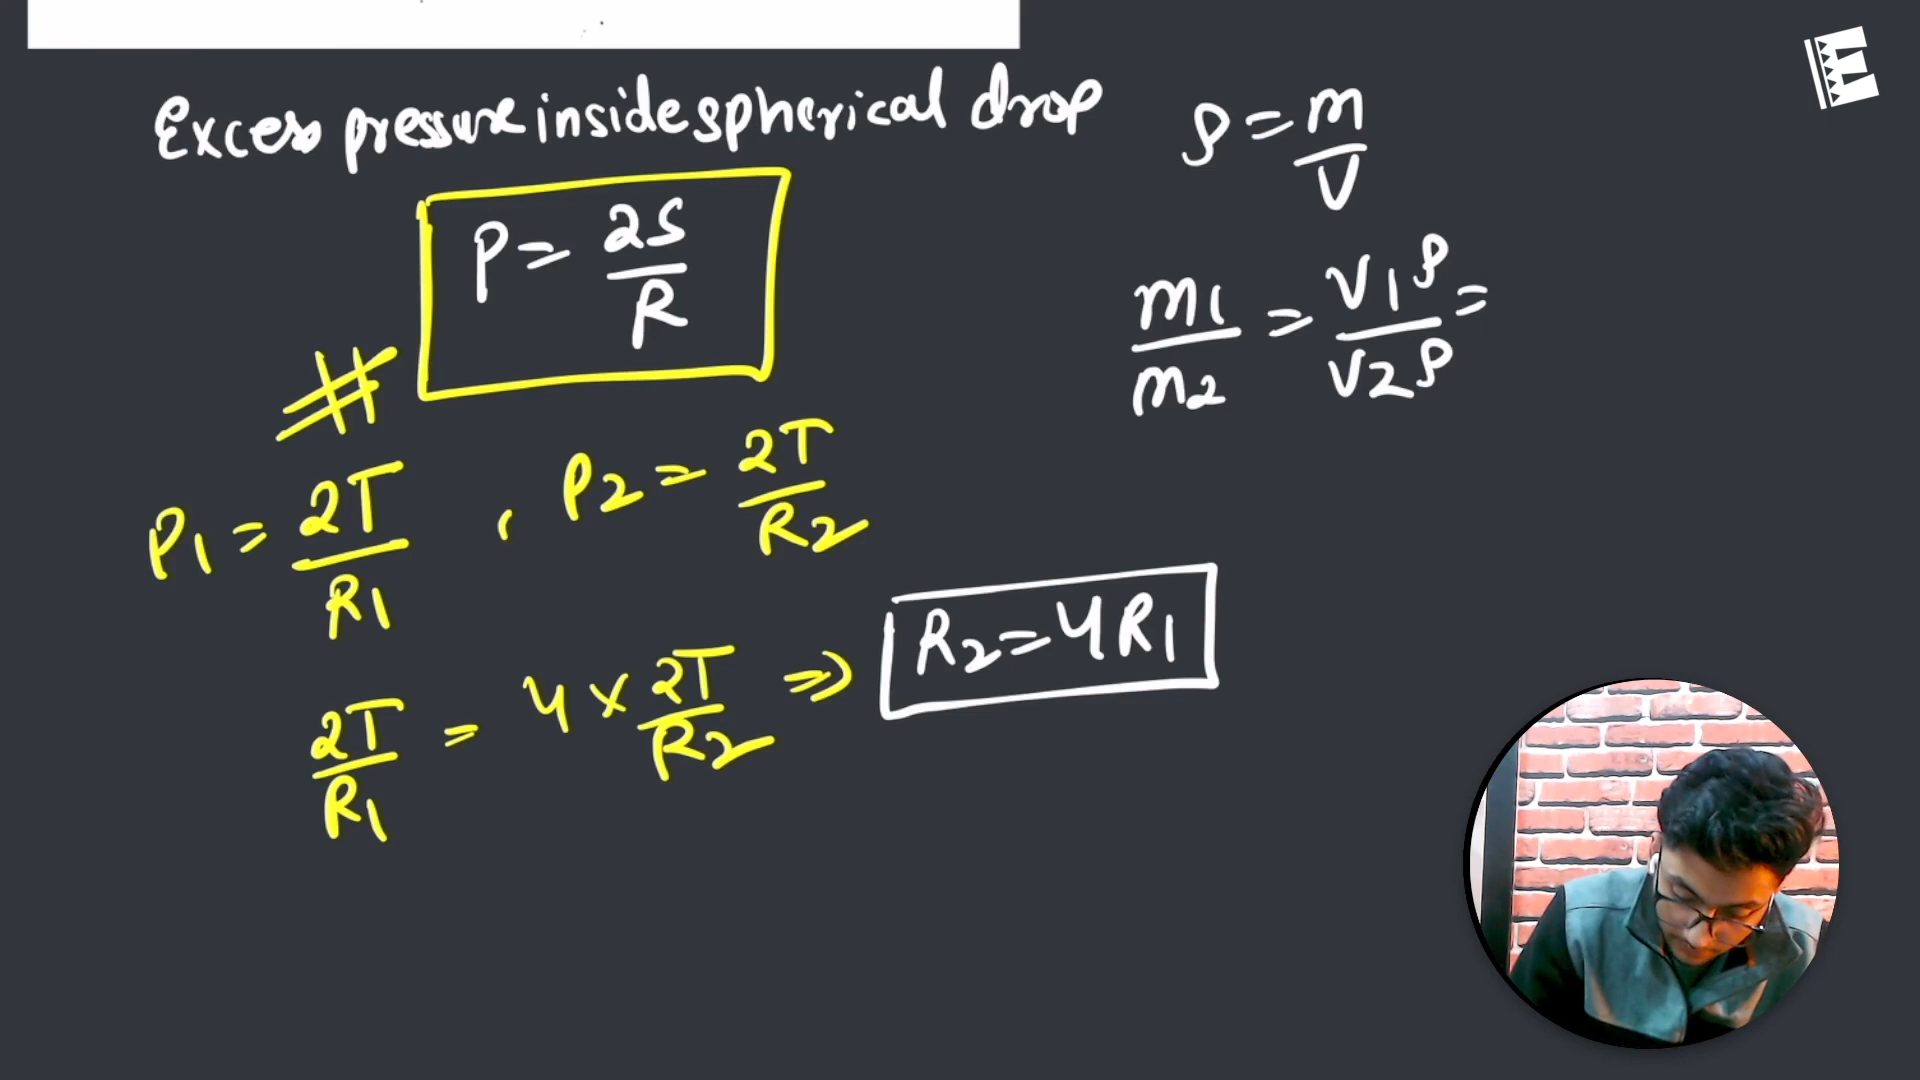 Excess pressure inside spherical drop
P = 2S/R
#
P1 = 2T/R1 , P2 = 2T/R2
2T/R1 = 4 × 2T/R2 ⇒ R2 = 4R1
ρ = m/V
m1/m2 = V1ρ/V2ρ =